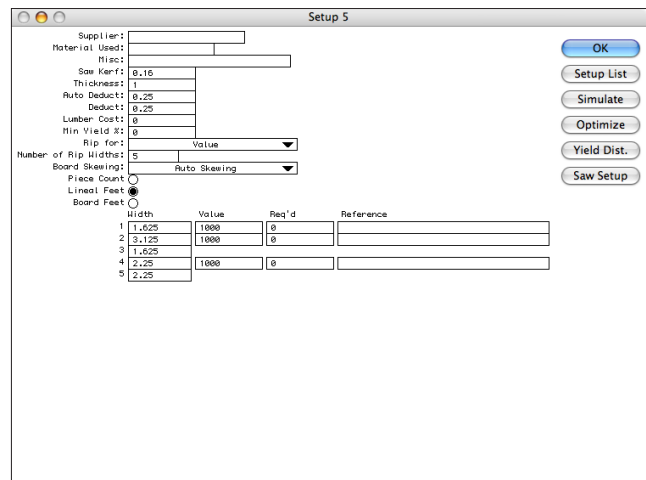 Setup 5
Supplier:
Material Used:
Misc:
Saw Kerf: 0.16
Thickness: 1
Auto Deduct: 0.25
Deduct: 0.25
Lumber Cost: 0
Min Yield %: 0
Rip for: Value
Number of Rip Widths: 5
Board Skewing: Auto Skewing
Piece Count
Lineal Feet
Board Feet
Width Value Req'd Reference
1 1.625 1000 0
2 3.125 1000 0
3 1.625
4 2.25 1000 0
5 2.25
OK
Setup List
Simulate
Optimize
Yield Dist.
Saw Setup